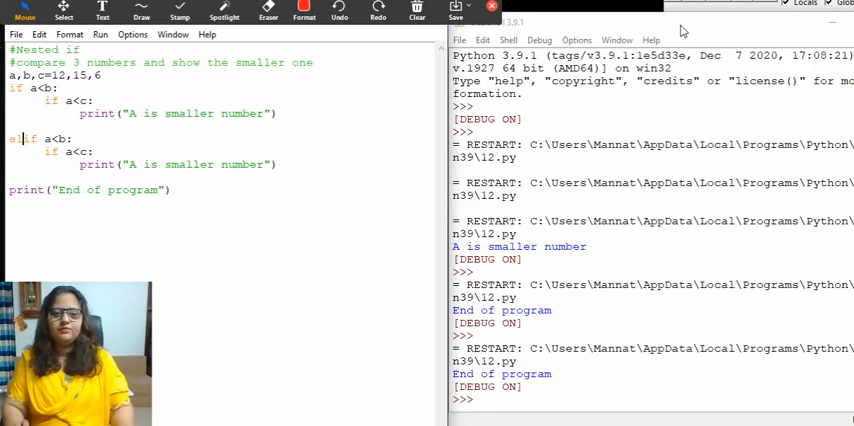 Mouse Select Text Draw Stamp Spotlight Eraser Format Undo Redo Clear Save
Locals
File Edit Format Run Options Window Help
#Nested if
#compare 3 numbers and show the smaller one
a,b,c=12,15,6
if a<b:
if a<c:
print("A is smaller number")
elif a<b:
if a<c:
print("A is smaller number")
print("End of program")
File Edit Shell Debug Options Window Help
Python 3.9.1 (tags/v3.9.1:1e5d33e, Dec 7 2020, 17:08:21)
v.1927 64 bit (AMD64)] on win32
Type "help", "copyright", "credits" or "license()" for mo
formation.
>>>
[DEBUG ON]
>>>
= RESTART: C:\Users\Mannat\AppData\Local\Programs\Python\
n39\12.py
= RESTART: C:\Users\Mannat\AppData\Local\Programs\Python\
n39\12.py
= RESTART: C:\Users\Mannat\AppData\Local\Programs\Python\
n39\12.py
A is smaller number
[DEBUG ON]
>>>
= RESTART: C:\Users\Mannat\AppData\Local\Programs\Python\
n39\12.py
End of program
[DEBUG ON]
>>>
= RESTART: C:\Users\Mannat\AppData\Local\Programs\Python\
n39\12.py
End of program
[DEBUG ON]
>>>